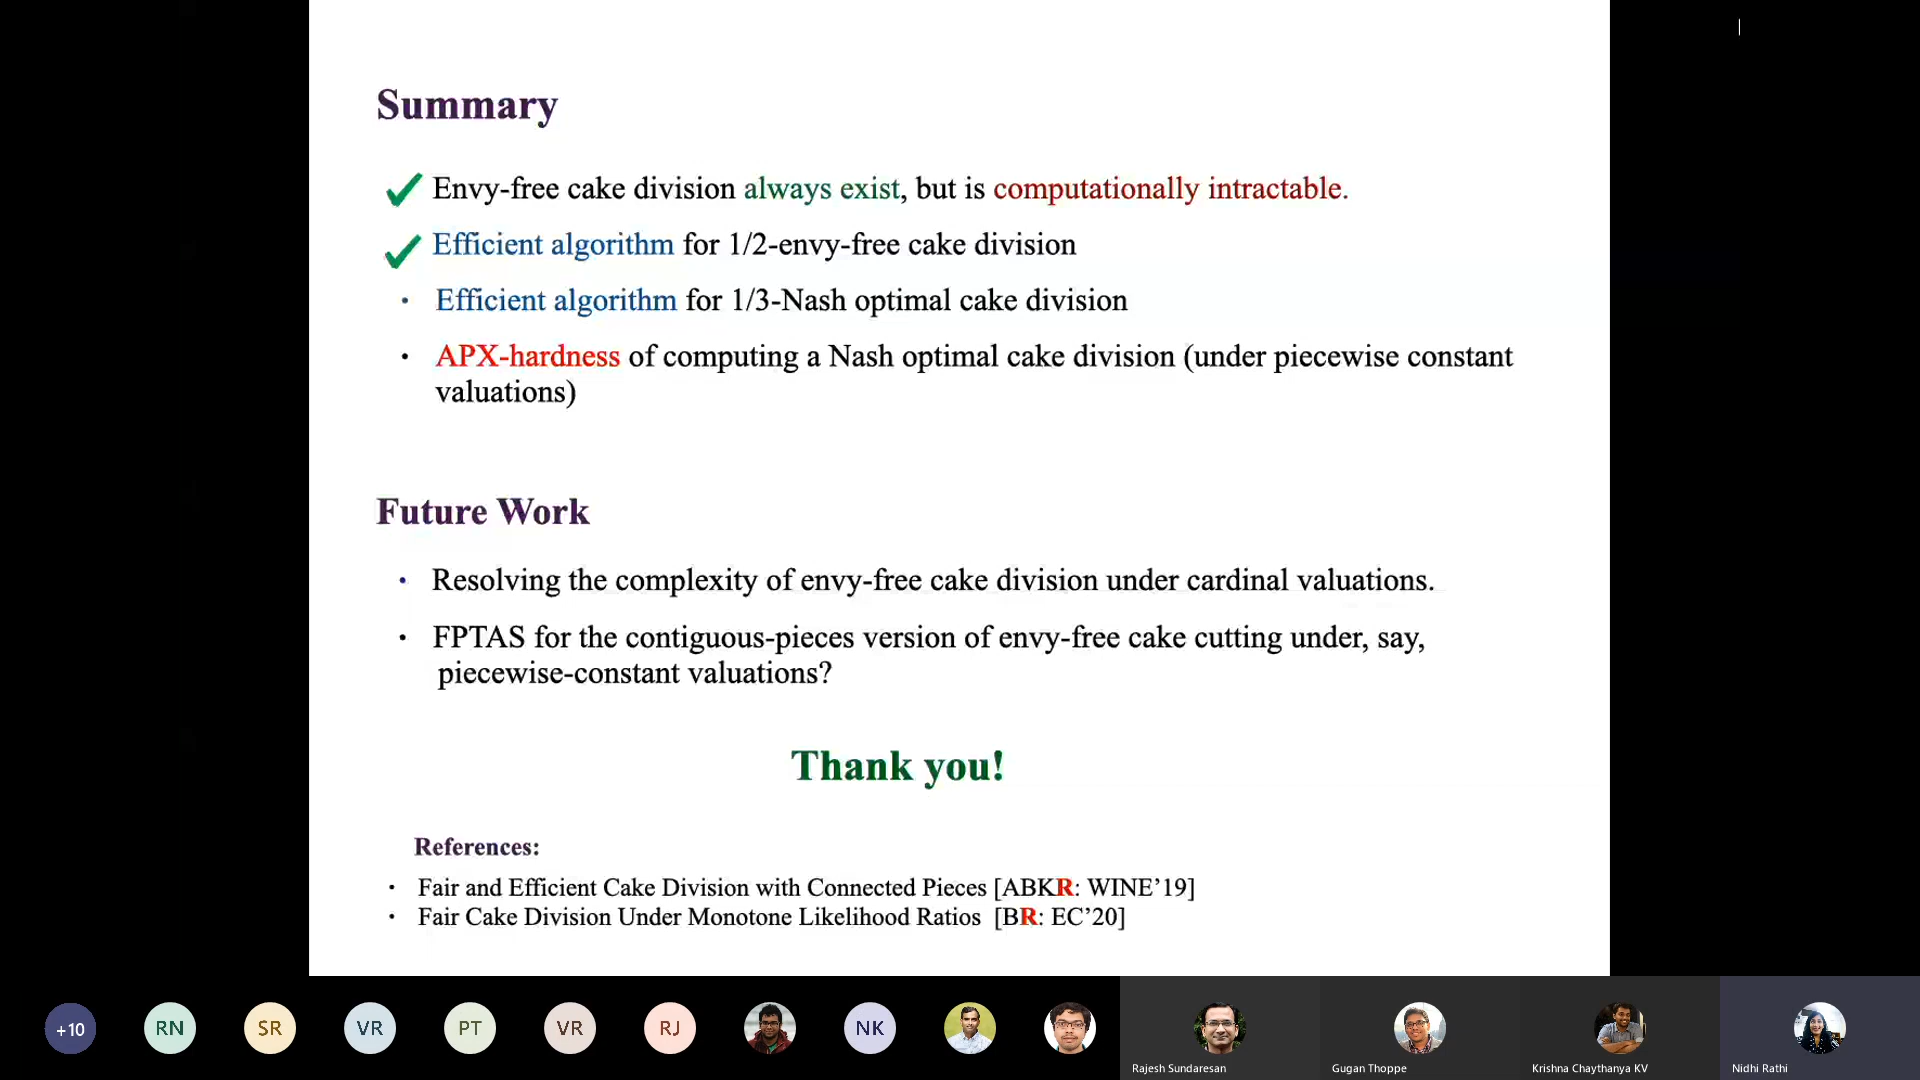 Summary
Envy-free cake division always exist, but is computationally intractable.
Efficient algorithm for 1/2-envy-free cake division
• Efficient algorithm for 1/3-Nash optimal cake division
• APX-hardness of computing a Nash optimal cake division (under piecewise constant
valuations)
Future Work
• Resolving the complexity of envy-free cake division under cardinal valuations.
• FPTAS for the contiguous-pieces version of envy-free cake cutting under, say,
piecewise-constant valuations?
Thank you!
References:
• Fair and Efficient Cake Division with Connected Pieces [ABKR: WINE’19]
• Fair Cake Division Under Monotone Likelihood Ratios [BR: EC’20]
+10 RN SR VR PT VR RJ NK
Rajesh Sundaresan Gugan Thoppe Krishna Chaythanya KV Nidhi Rathi